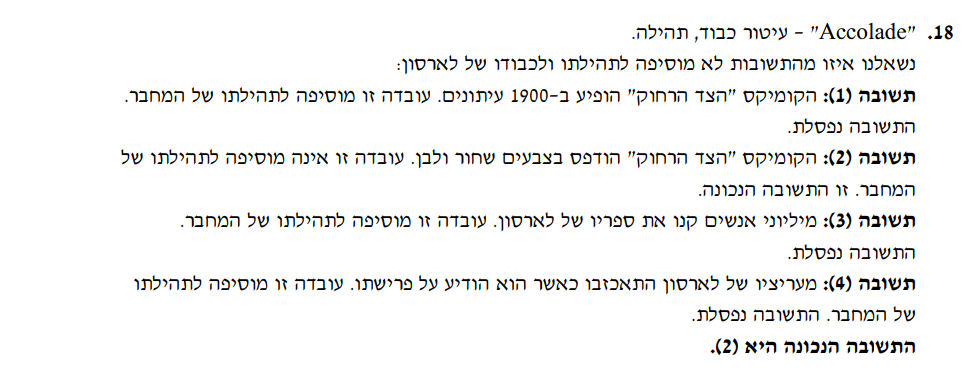 18. "Accolade" – עיטור כבוד, תהילה.
נשאלנו איזו מהתשובות לא מוסיפה לתהילתו ולכבודו של לארסון:
תשובה (1): הקומיקס "הצד הרחוק" הופיע ב-1900 עיתונים. עובדה זו מוסיפה לתהילתו של המחבר.
התשובה נפסלת.
תשובה (2): הקומיקס "הצד הרחוק" הודפס בצבעים שחור ולבן. עובדה זו אינה מוסיפה לתהילתו של
המחבר. זו התשובה הנכונה.
תשובה (3): מיליוני אנשים קנו את ספריו של לארסון. עובדה זו מוסיפה לתהילתו של המחבר.
התשובה נפסלת.
תשובה (4): מעריציו של לארסון התאכזבו כאשר הוא הודיע על פרישתו. עובדה זו מוסיפה לתהילתו
של המחבר. התשובה נפסלת.
התשובה הנכונה היא (2).